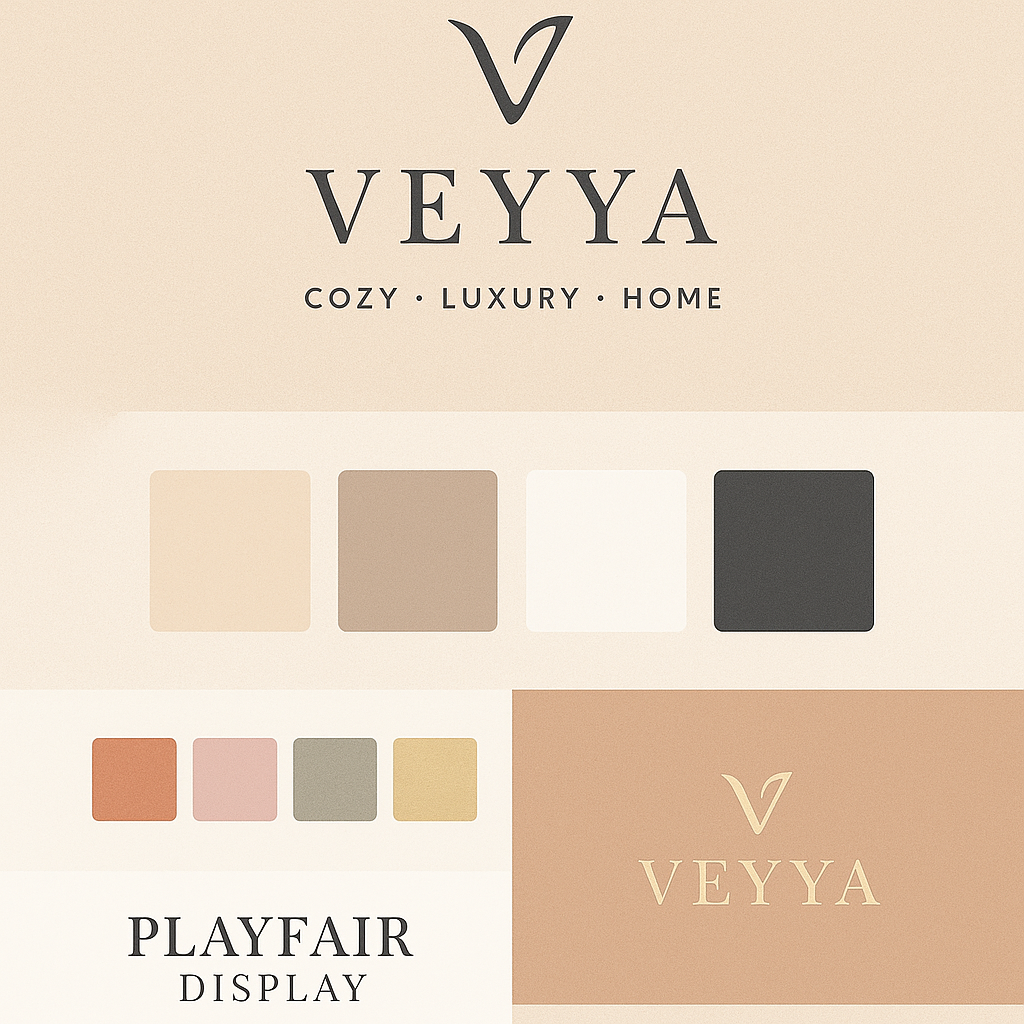 VEYYA
COZY · LUXURY · HOME
VEYYA
PLAYFAIR
DISPLAY